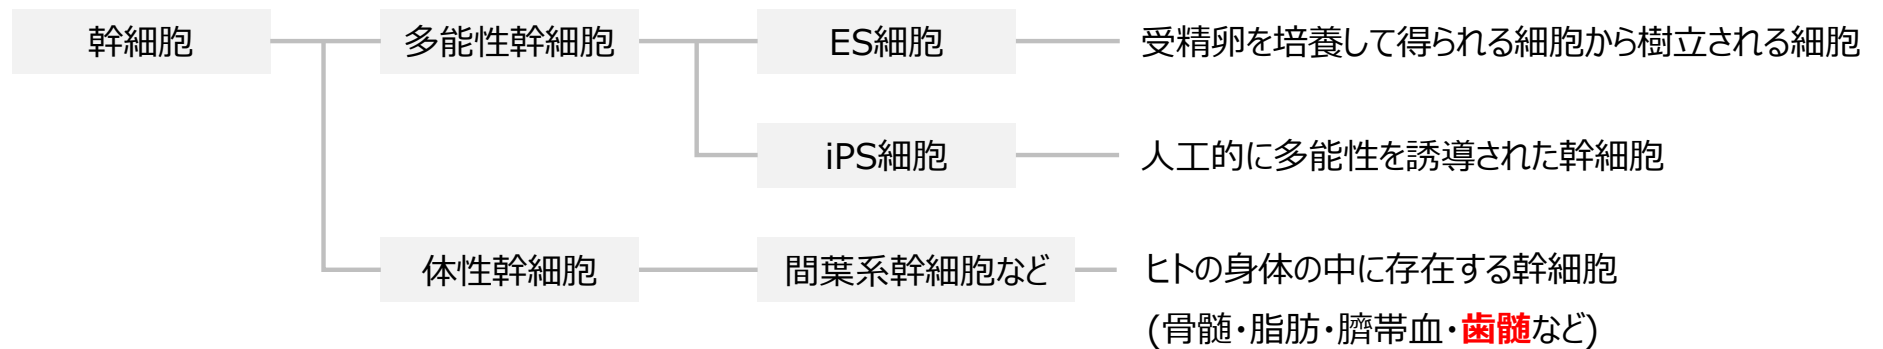 幹細胞
多能性幹細胞
ES細胞
受精卵を培養して得られる細胞から樹立される細胞
iPS細胞
人工的に多能性を誘導された幹細胞
体性幹細胞
間葉系幹細胞など
ヒトの身体の中に存在する幹細胞
(骨髄・脂肪・臍帯血・歯髄など)